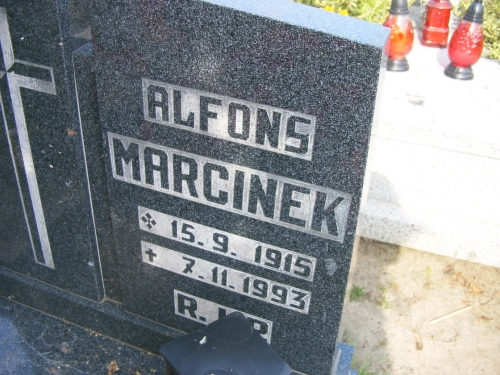 ALFONS
MARCINEK
✣ 15.9.1915
† 7.11.1993
R.I.P